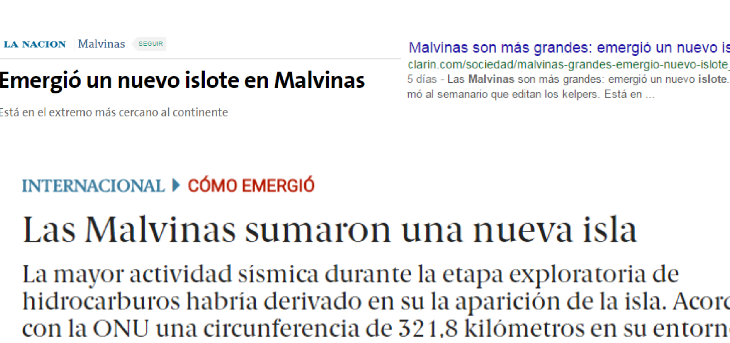 LA NACION Malvinas SEGUIR
Emergió un nuevo islote en Malvinas
Está en el extremo más cercano al continente
Malvinas son más grandes: emergió un nuevo is
clarin.com/sociedad/malvinas-grandes-emergio-nuevo-islote_
5 días - Las Malvinas son más grandes: emergió un nuevo islote.
mó al semanario que editan los kelpers. Está en ...
INTERNACIONAL CÓMO EMERGIÓ
Las Malvinas sumaron una nueva isla
La mayor actividad sísmica durante la etapa exploratoria de
hidrocarburos habría derivado en su la aparición de la isla. Acor
con la ONU una circunferencia de 321,8 kilómetros en su entorn